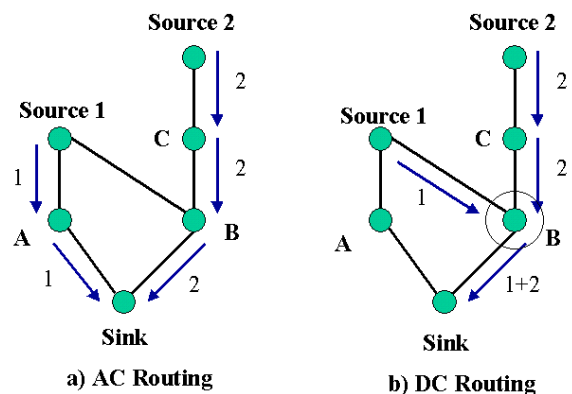 Source 2
2
Source 1
C
1
2
A
B
1
2
Sink
a) AC Routing
Source 2
2
Source 1
C
1
2
A
B
1+2
Sink
b) DC Routing